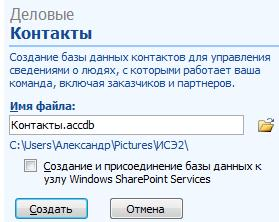 Деловые
Контакты
Создание базы данных контактов для управления
сведениями о людях, с которыми работает ваша
команда, включая заказчиков и партнеров.
Имя файла:
Контакты.accdb
C:\Users\Александр\Pictures\ИСЭ2\
Создание и присоединение базы данных к
узлу Windows SharePoint Services
Создать Отмена